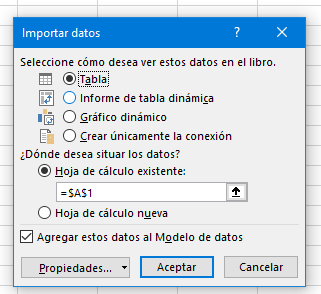 Importar datos
?
Seleccione cómo desea ver estos datos en el libro.
Tabla
Informe de tabla dinámica
Gráfico dinámico
Crear únicamente la conexión
¿Dónde desea situar los datos?
Hoja de cálculo existente:
=$A$1
Hoja de cálculo nueva
Agregar estos datos al Modelo de datos
Propiedades...
Aceptar
Cancelar